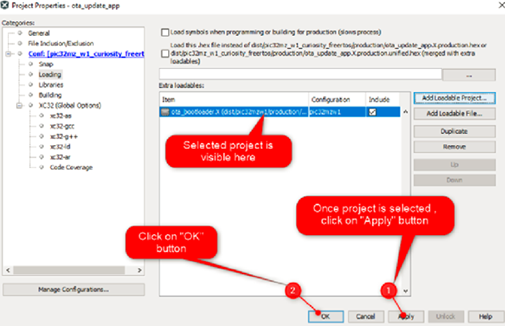 Project Properties - ota_update_app
Categories:
General
File Inclusion/Exclusion
Conf: [pic32mz_w1_curiosity_freert
Snap
Loading
Libraries
Building
XC32 (Global Options)
xc32-as
xc32-gcc
xc32-g++
xc32-ld
xc32-ar
Code Coverage
Manage Configurations...
Load symbols when programming or building for production (slows process)
Load this .hex file instead of dist/pic32mz_w1_curiosity_freertos/production/ota_update_app.X.production.hex or
dist/pic32mz_w1_curiosity_freertos/production/ota_update_app.X.production.unified.hex (merged with extra
loadables):
...
Extra loadables:
Item Configuration Include
ota_bootloader.X (dist/pic32mzw1/production/... pic32mzw1
Add Loadable Project...
Add Loadable File...
Duplicate
Remove
Up
Down
Selected project is
visible here
Once project is selected ,
click on "Apply" button
Click on "OK"
button
2
1
OK Cancel Apply Unlock Help